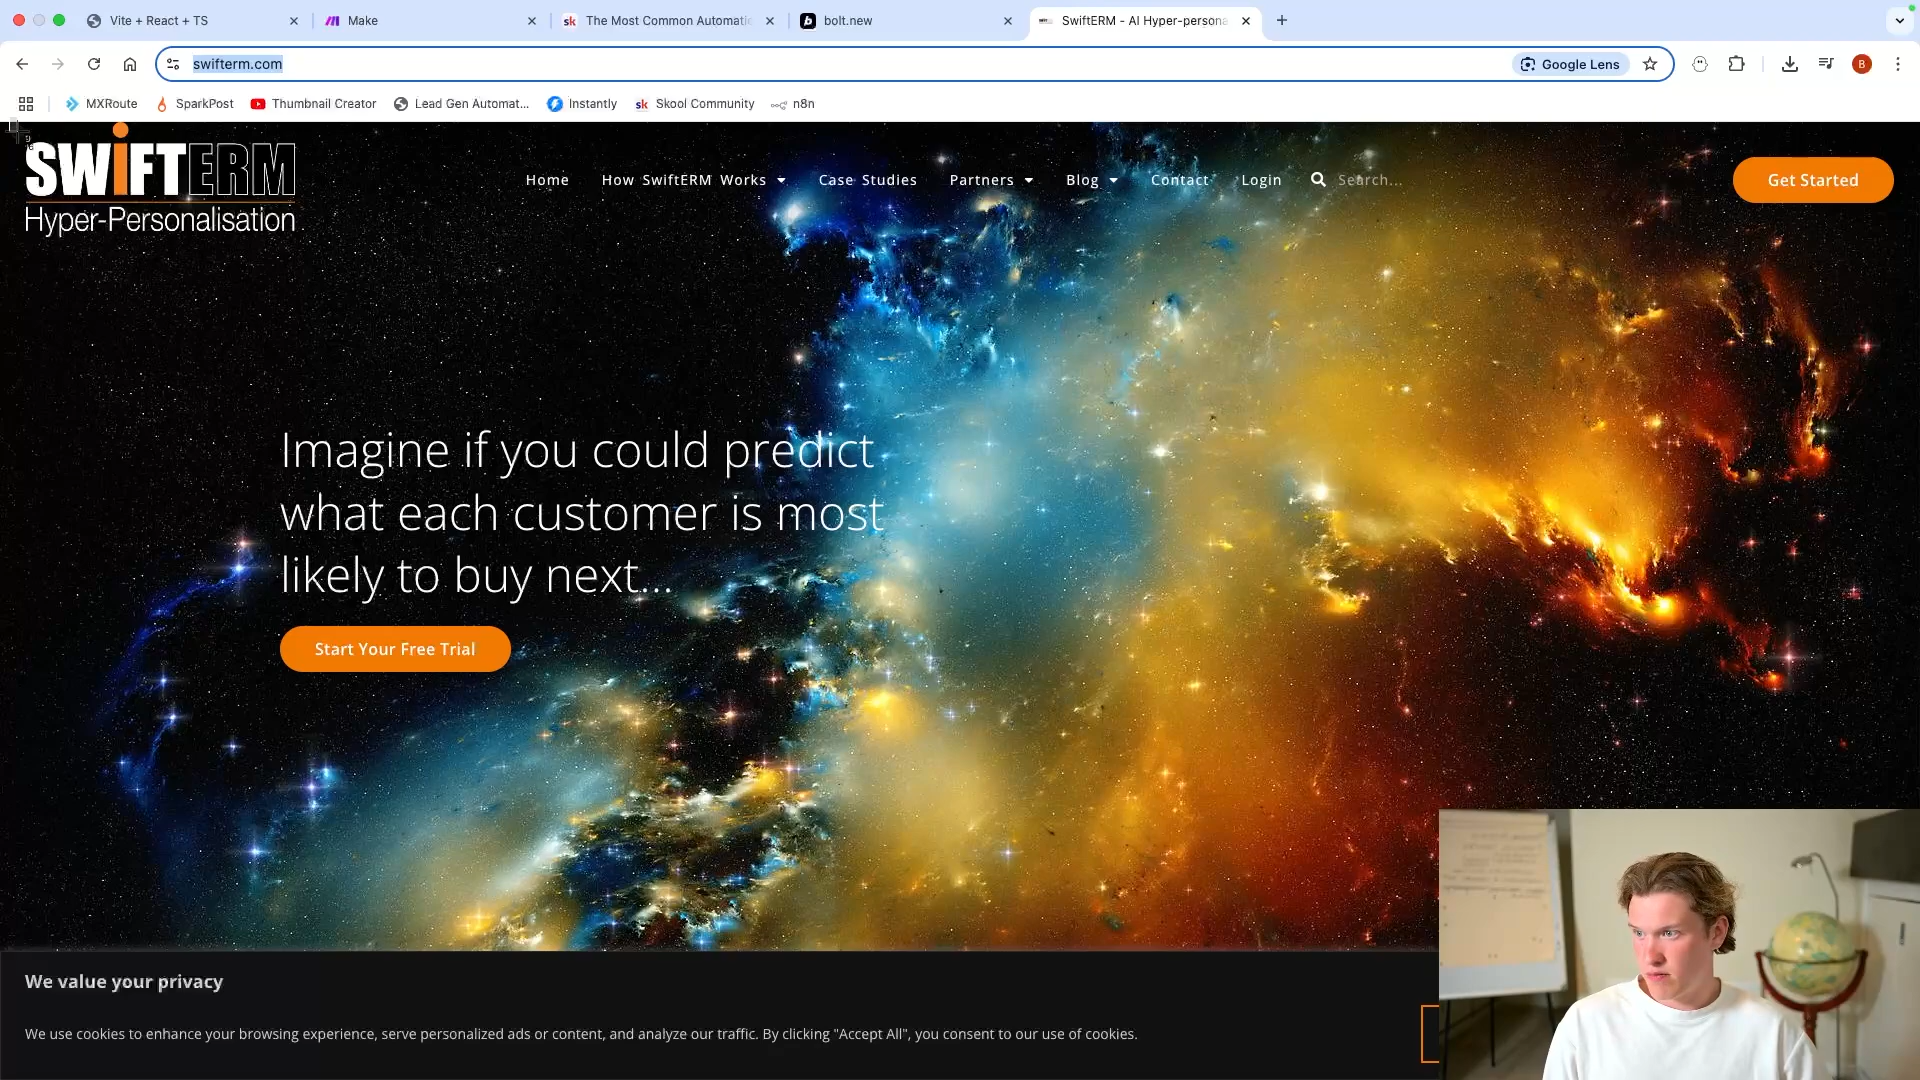 Vite + React + TS
Make
sk The Most Common Automatic
b bolt.new
SwiftERM - AI Hyper-persona
swifterm.com
Google Lens
B
MXRoute
SparkPost
Thumbnail Creator
Lead Gen Automat...
Instantly
sk Skool Community
n8n
SWiFTERM
Hyper-Personalisation
Home
How SwiftERM Works
Case Studies
Partners
Blog
Contact
Login
Search...
Get Started
Imagine if you could predict
what each customer is most
likely to buy next...
Start Your Free Trial
We value your privacy
We use cookies to enhance your browsing experience, serve personalized ads or content, and analyze our traffic. By clicking "Accept All", you consent to our use of cookies.